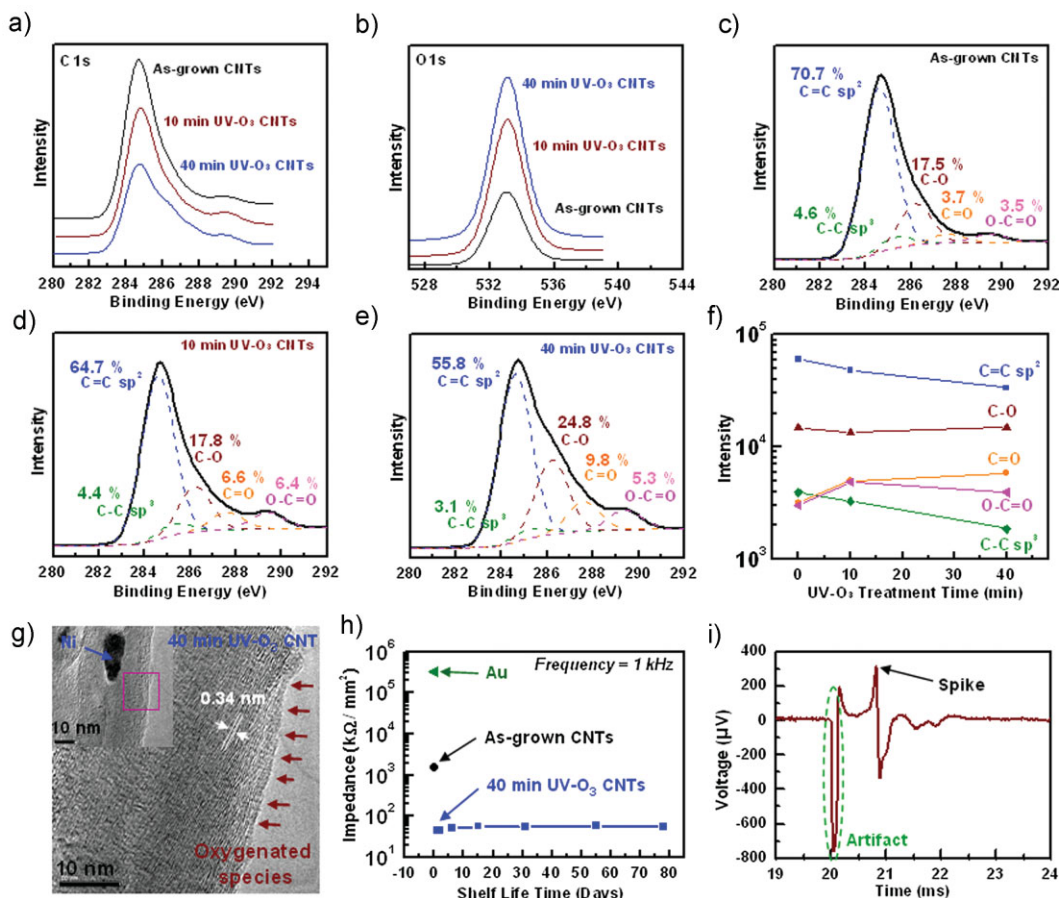 a)
C 1s
As-grown CNTs
10 min UV-O₃ CNTs
40 min UV-O₃ CNTs
Intensity
280 282 284 286 288 290 292 294
Binding Energy (eV)
b)
O1s
40 min UV-O₃ CNTs
10 min UV-O₃ CNTs
As-grown CNTs
Intensity
528 532 536 540 544
Binding Energy (eV)
c)
As-grown CNTs
70.7 %
C=C sp²
17.5 %
C-O
3.7 %
C=O
3.5 %
O-C=O
4.6 %
C-C sp³
Intensity
280 282 284 286 288 290 292
Binding Energy (eV)
d)
10 min UV-O₃ CNTs
64.7 %
C=C sp²
17.8 %
C-O
6.6 %
C=O
6.4 %
O-C=O
4.4 %
C-C sp³
Intensity
280 282 284 286 288 290 292
Binding Energy (eV)
e)
40 min UV-O₃ CNTs
55.8 %
C=C sp²
24.8 %
C-O
9.8 %
C=O
5.3 %
O-C=O
3.1 %
C-C sp³
Intensity
280 282 284 286 288 290 292
Binding Energy (eV)
f)
10⁵
10⁴
10³
Intensity
C=C sp²
C-O
C=O
O-C=O
C-C sp³
0 10 20 30 40
UV-O₃ Treatment Time (min)
g)
Ni
40 min UV-O₂ CNT
0.34 nm
10 nm
Oxygenated
species
10 nm
h)
Frequency = 1 kHz
10⁶
10⁵
10⁴
10³
10²
10¹
Impedance (kΩ/ mm²)
Au
As-grown CNTs
40 min UV-O₃ CNTs
-10 0 10 20 30 40 50 60 70 80
Shelf Life Time (Days)
i)
400
200
0
-200
-400
-600
-800
Voltage (µV)
Spike
Artifact
19 20 21 22 23 24
Time (ms)